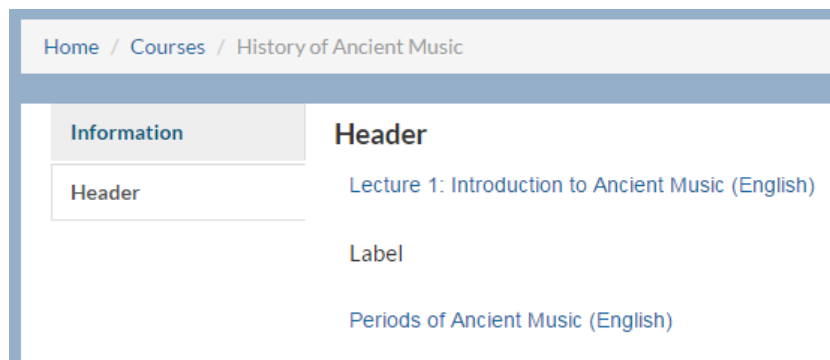 Home / Courses / History of Ancient Music
Information
Header
Header
Lecture 1: Introduction to Ancient Music (English)
Label
Periods of Ancient Music (English)